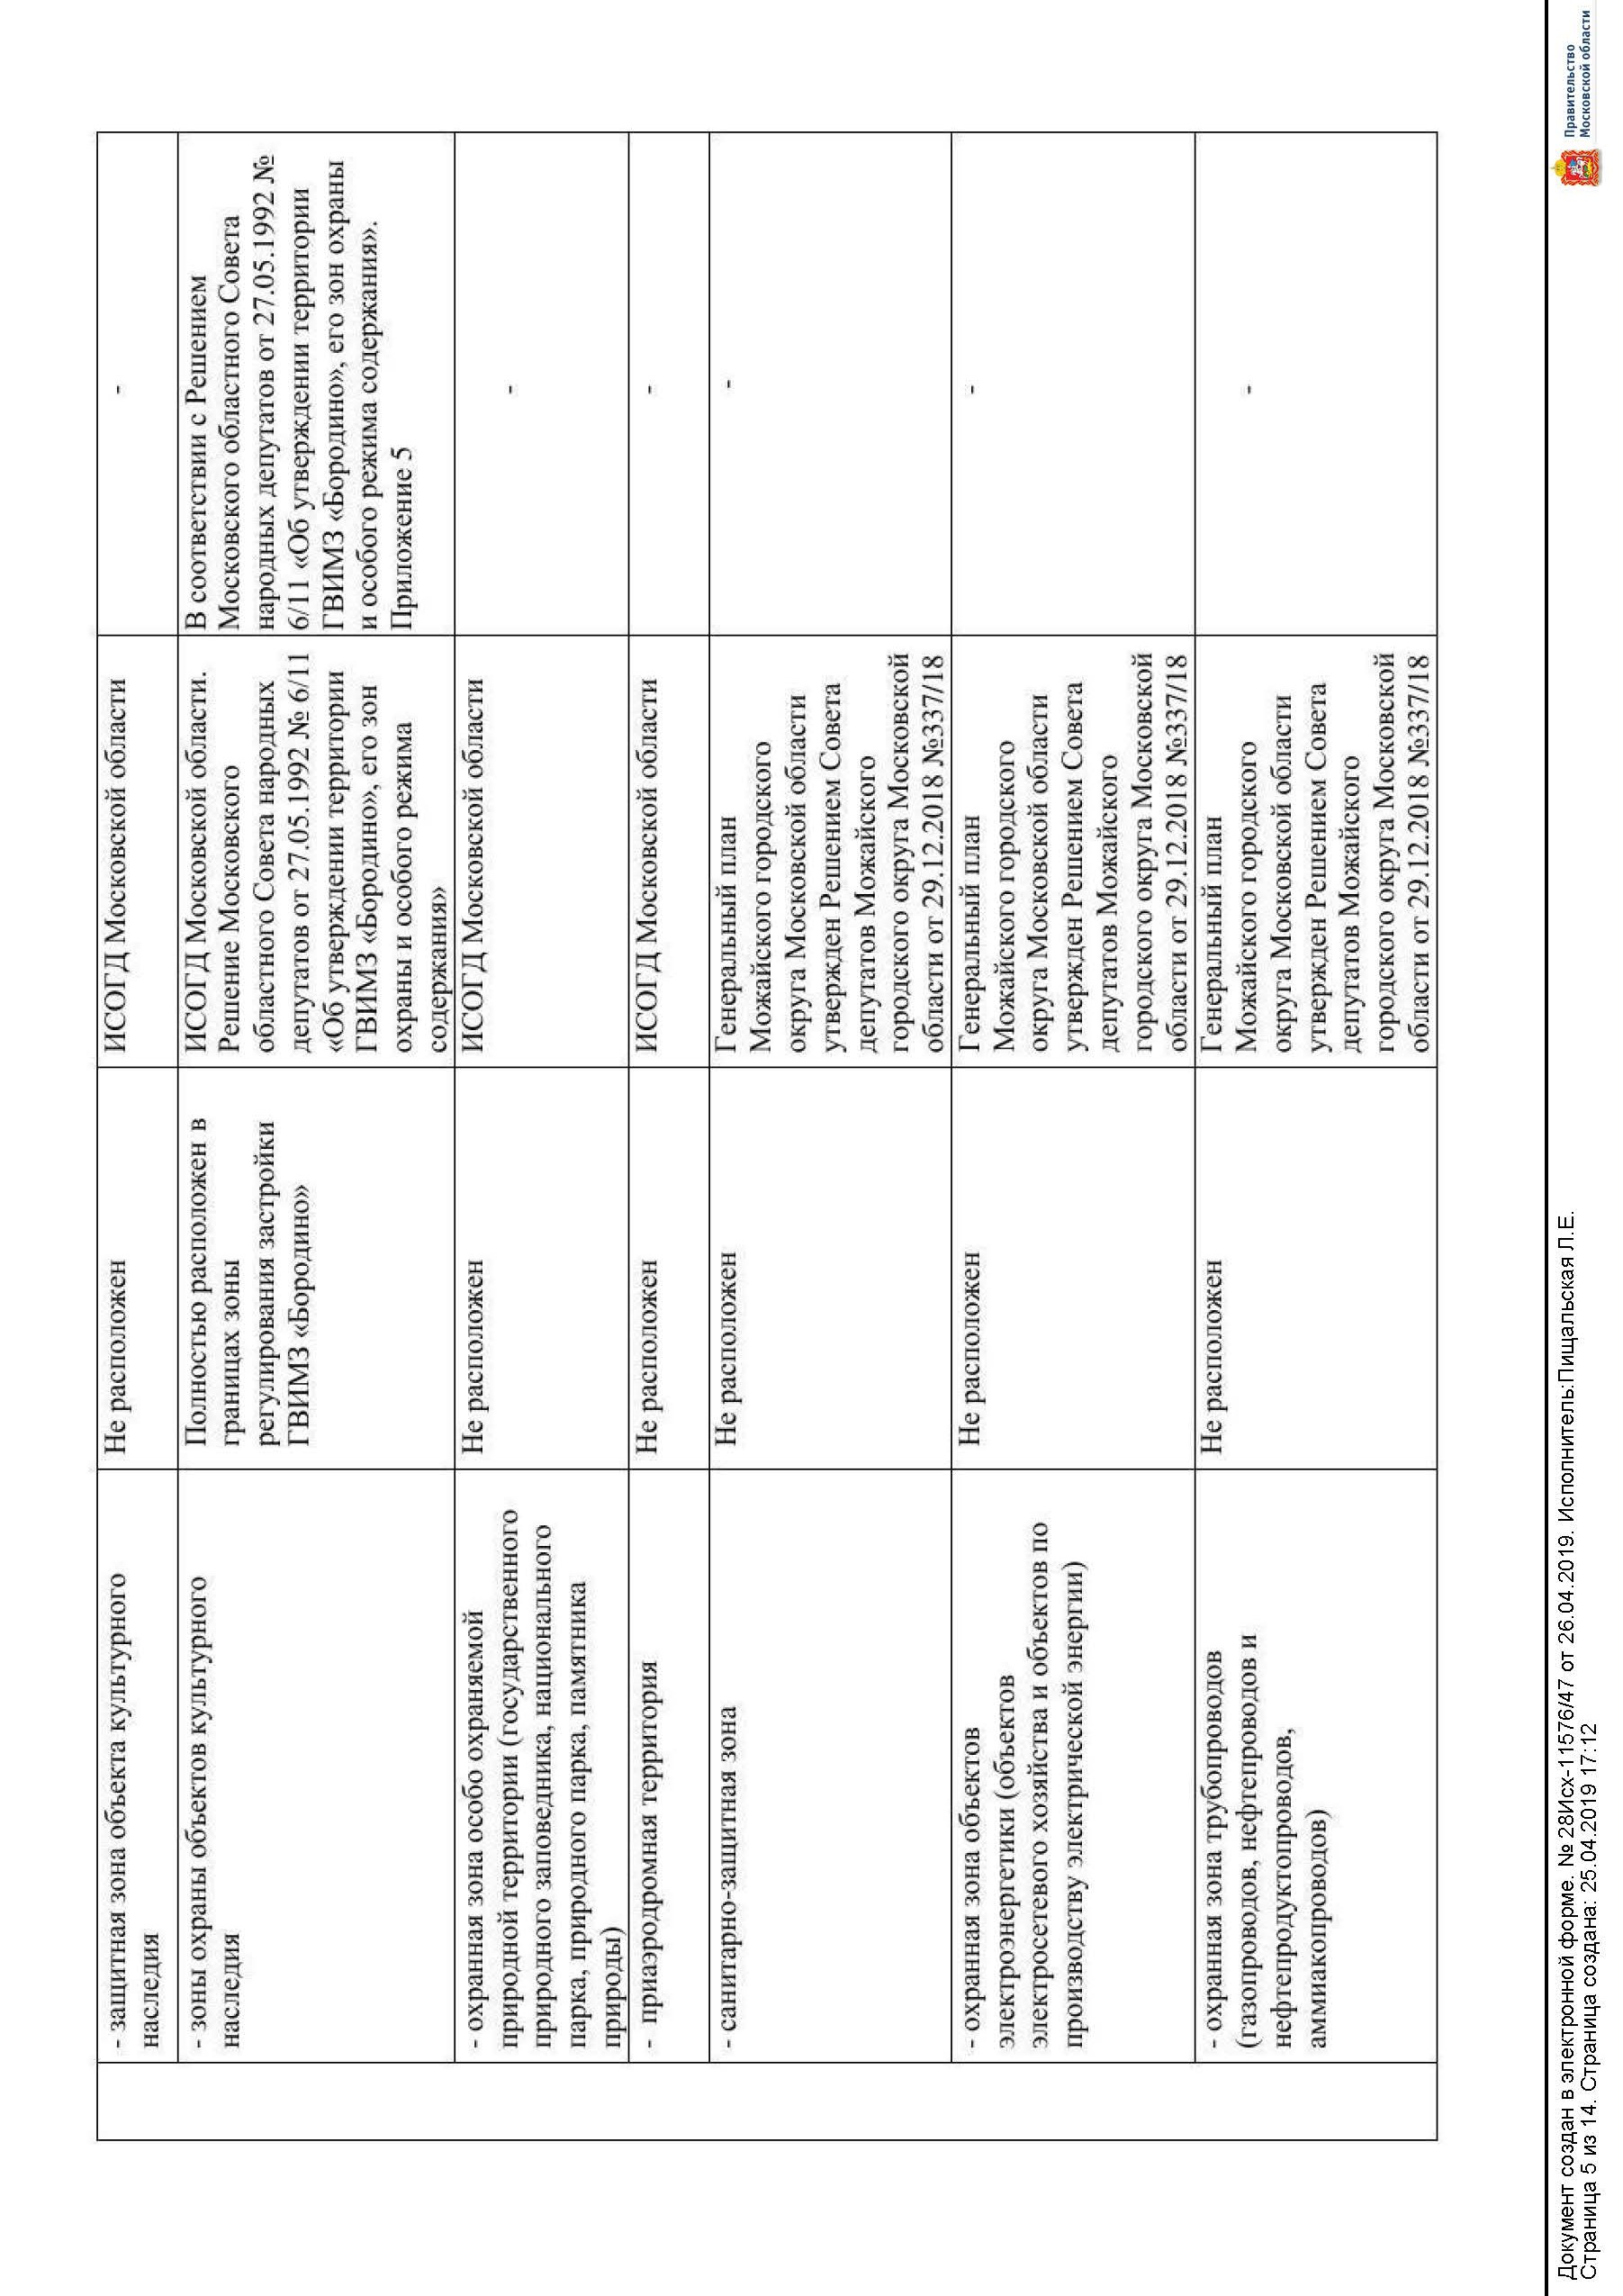 - защитная зона объекта культурного
наследия
Не расположен
ИСОГД Московской области
-
- зоны охраны объектов культурного
наследия
Полностью расположен в
границах зоны
регулирования застройки
ГВИМЗ «Бородино»
ИСОГД Московской области.
Решение Московского
областного Совета народных
депутатов от 27.05.1992 № 6/11
«Об утверждении территории
ГВИМЗ «Бородино», его зон
охраны и особого режима
содержания»
В соответствии с Решением
Московского областного Совета
народных депутатов от 27.05.1992 №
6/11 «Об утверждении территории
ГВИМЗ «Бородино», его зон охраны
и особого режима содержания».
Приложение 5
- охранная зона особо охраняемой
природной территории (государственного
природного заповедника, национального
парка, природного парка, памятника
природы)
Не расположен
ИСОГД Московской области
-
- приаэродромная территория
Не расположен
ИСОГД Московской области
-
- санитарно-защитная зона
Не расположен
Генеральный план
Можайского городского
округа Московской области
утвержден Решением Совета
депутатов Можайского
городского округа Московской
области от 29.12.2018 №337/18
-
- охранная зона объектов
электроэнергетики (объектов
электросетевого хозяйства и объектов по
производству электрической энергии)
Не расположен
Генеральный план
Можайского городского
округа Московской области
утвержден Решением Совета
депутатов Можайского
городского округа Московской
области от 29.12.2018 №337/18
-
- охранная зона трубопроводов
(газопроводов, нефтепроводов и
нефтепродуктопроводов,
аммиакопроводов)
Не расположен
Генеральный план
Можайского городского
округа Московской области
утвержден Решением Совета
депутатов Можайского
городского округа Московской
области от 29.12.2018 №337/18
-
Документ создан в электронной форме. № 28Исх-11576/47 от 26.04.2019. Исполнитель:Пищальская Л.Е.
Страница 5 из 14. Страница создана: 25.04.2019 17:12
Правительство
Московской области